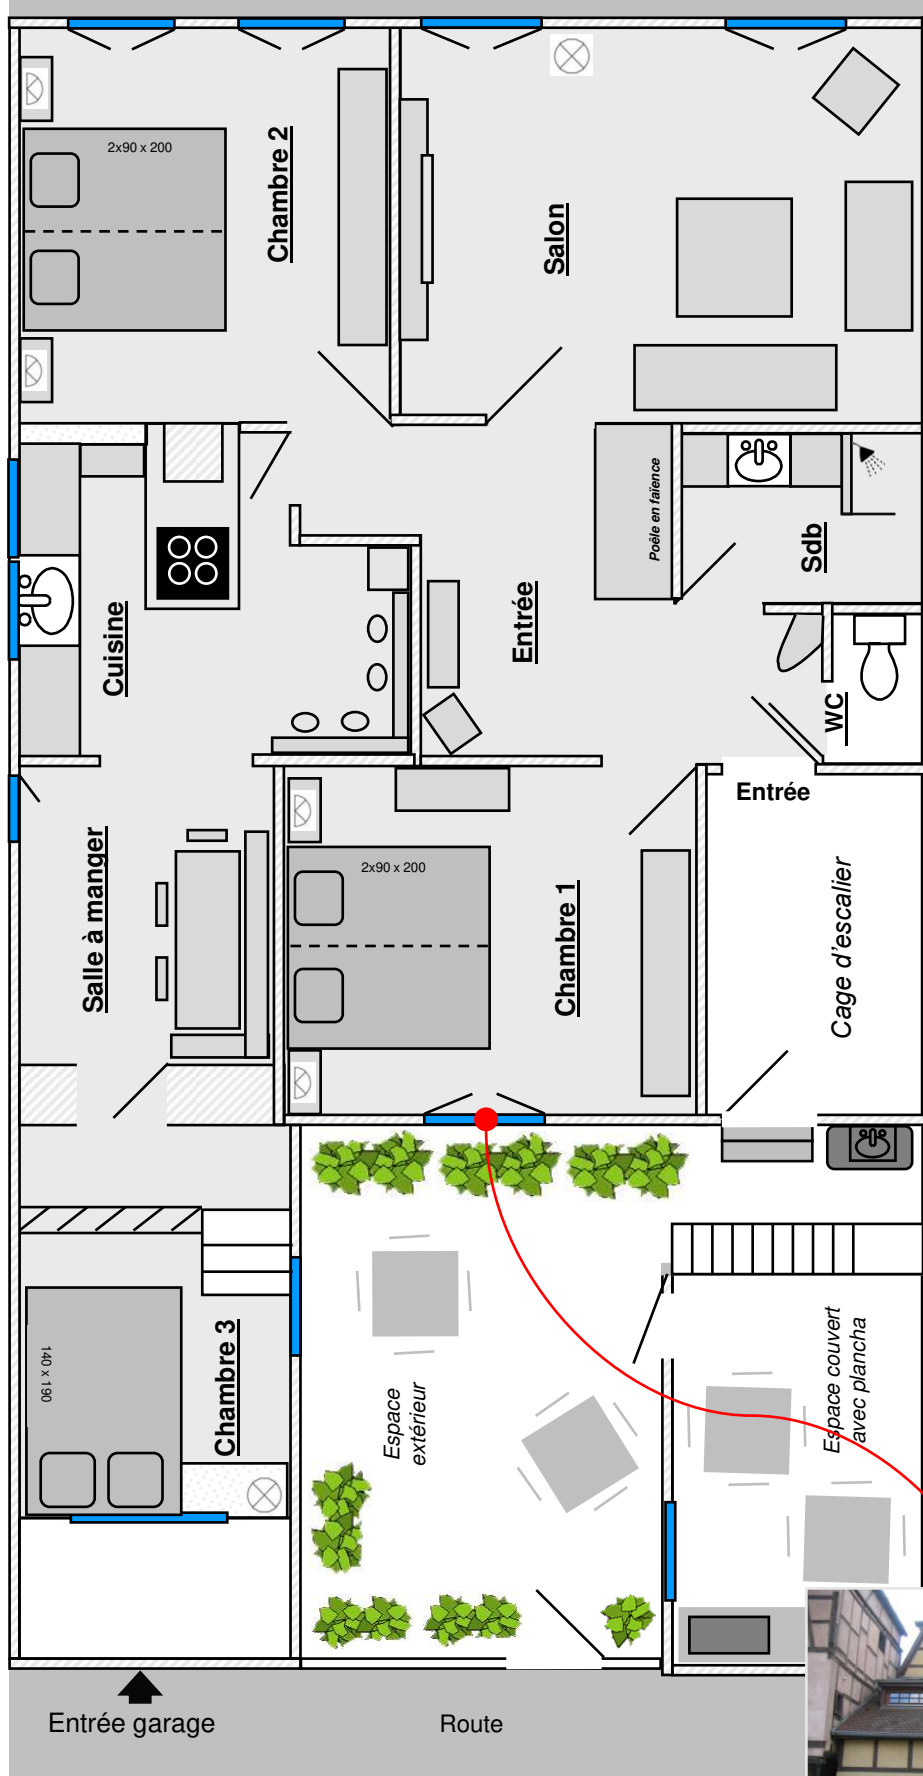 2x90 x 200
Chambre 2
Salon
Poêle en faïence
Sdb
Cuisine
Entrée
WC
Entrée
2x90 x 200
Salle à manger
Chambre 1
Cage d'escalier
140 x 190
Chambre 3
Espace
extérieur
Espace couvert
avec plancha
Entrée garage
Route